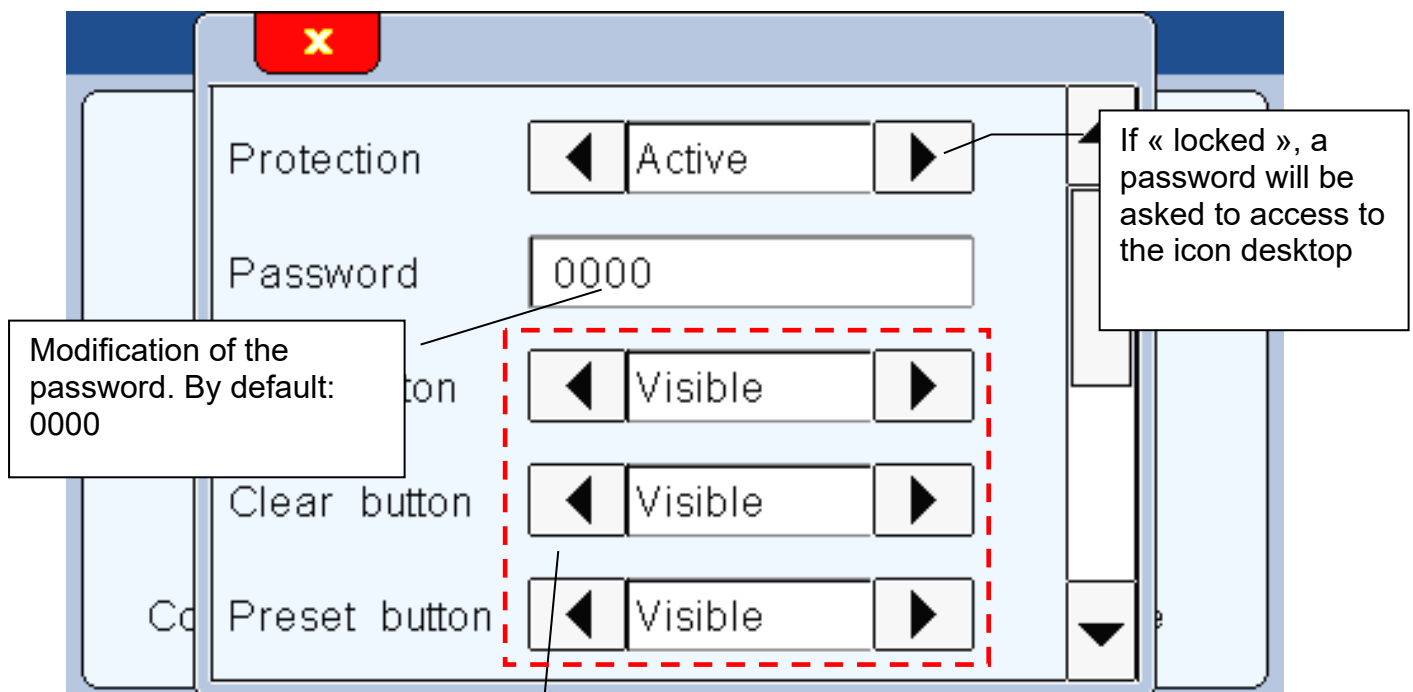 x
Protection
Active
If « locked », a
password will be
asked to access to
the icon desktop
Password
0000
Modification of the
password. By default:
0000
ton
Visible
Clear button
Visible
Co
Preset button
Visible
e